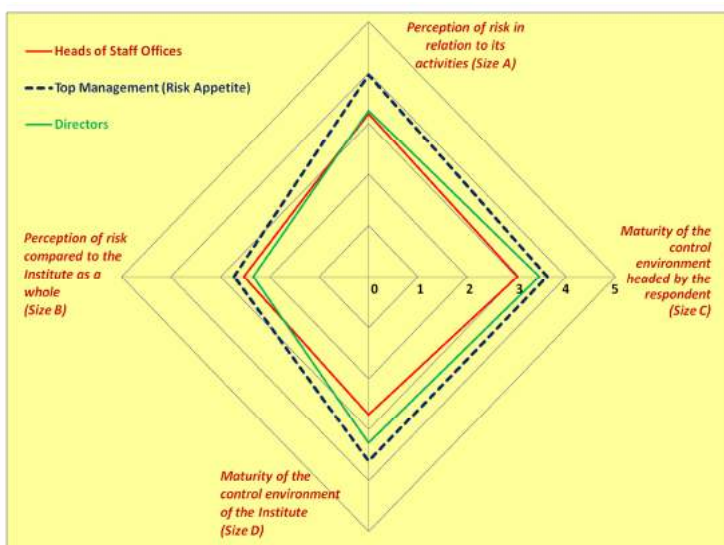 Heads of Staff Offices
Top Management (Risk Appetite)
Directors
Perception of risk in
relation to its
activities (Size A)
Perception of risk
compared to the
Institute as a
whole
(Size B)
Maturity of the
control
environment
headed by the
respondent
(Size C)
0 1 2 3 4 5
Maturity of the
control environment
of the Institute
(Size D)